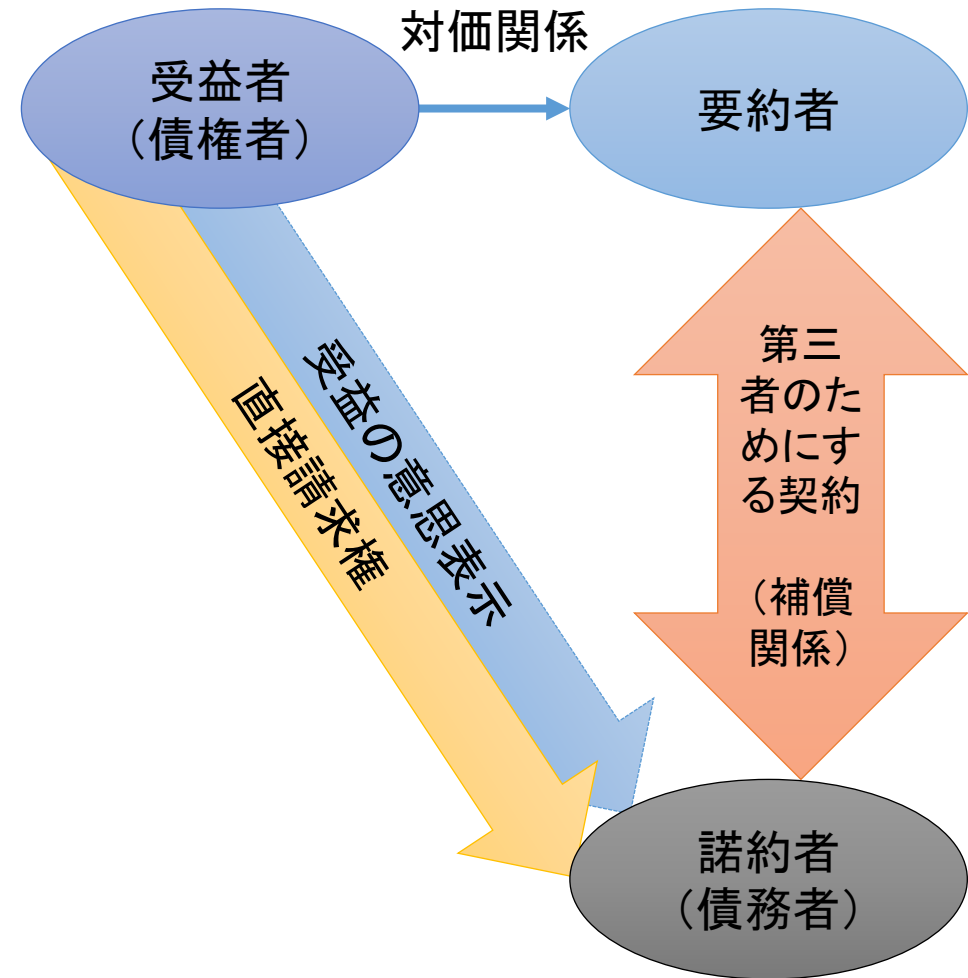 対価関係
受益者
（債権者）
要約者
受益の意思表示
直接請求権
第三
者のため
めにす
る契約
（補償
関係）
諾約者
（債務者）